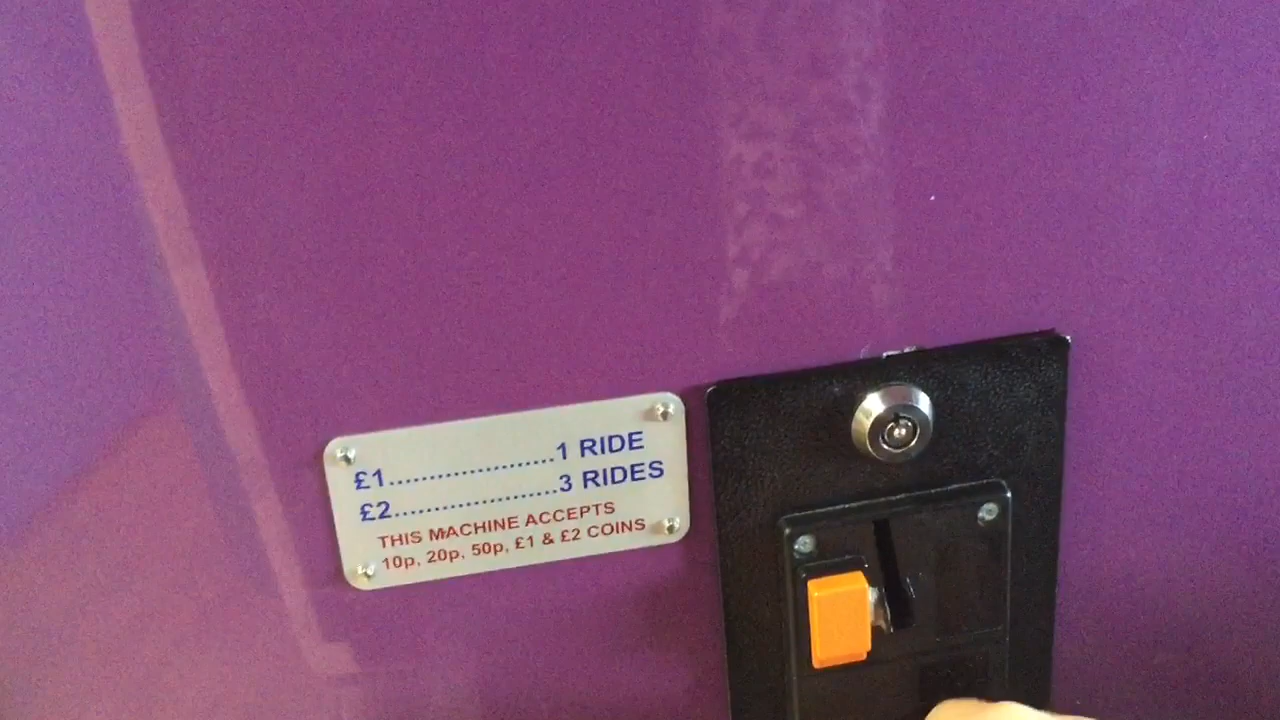 £1.....................1 RIDE
£2.....................3 RIDES
THIS MACHINE ACCEPTS
10p, 20p, 50p, £1 & £2 COINS